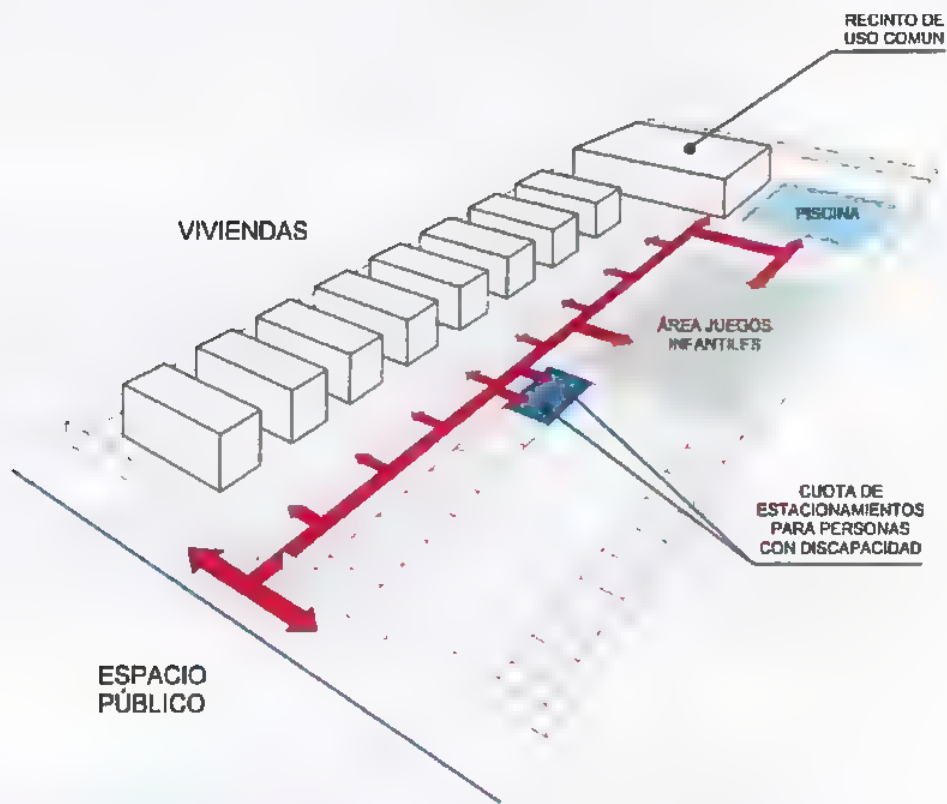 RECINTO DE
USO COMUN
PISCINA
VIVIENDAS
ÁREA JUEGOS
INFANTILES
CUOTA DE
ESTACIONAMIENTOS
PARA PERSONAS
CON DISCAPACIDAD
ESPACIO
PÚBLICO